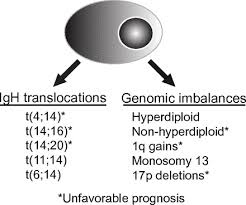 IgH translocations
t(4;14)*
t(14;16)*
t(14;20)*
t(11;14)
t(6;14)
Genomic imbalances
Hyperdiploid
Non-hyperdiploid*
1q gains*
Monosomy 13
17p deletions*
*Unfavorable prognosis